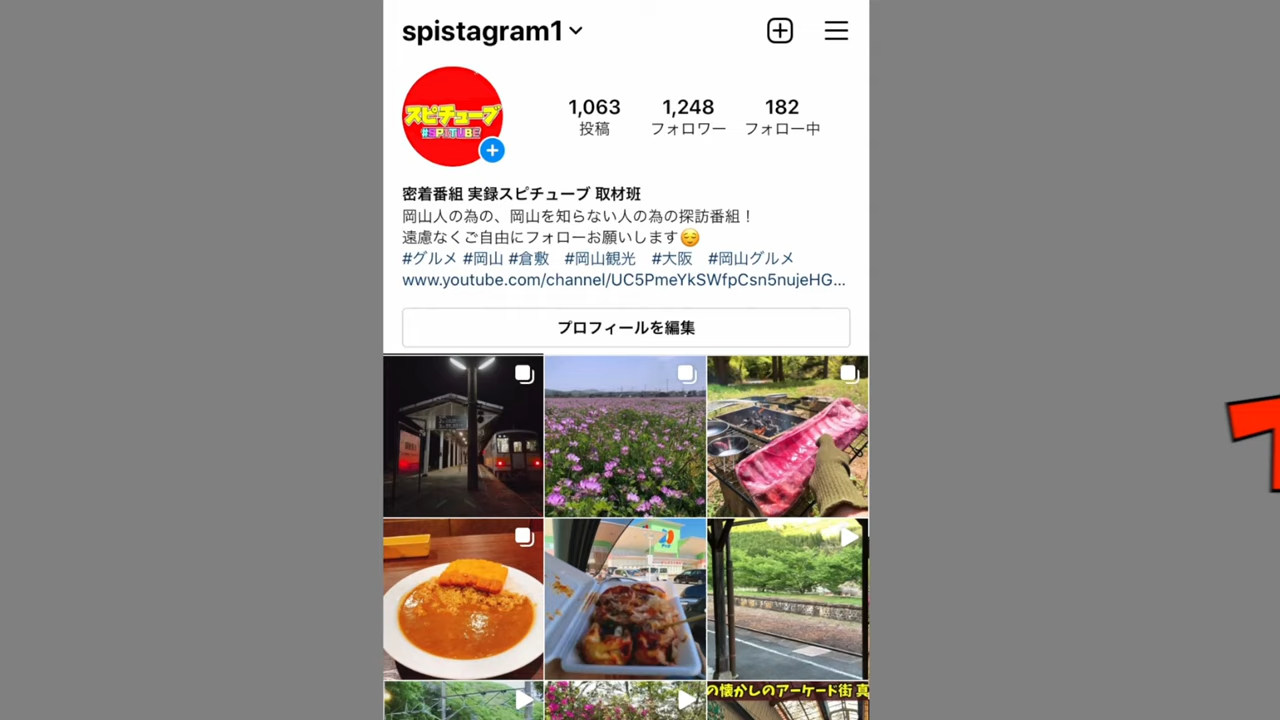 spistagram1
スピチューブ
#SPITUBE
1,063
投稿
1,248
フォロワー
182
フォロー中
密着番組 実録スピチューブ 取材班
岡山人の為の、岡山を知らない人の為の探訪番組！
遠慮なくご自由にフォローお願いします😌
#グルメ #岡山 #倉敷 #岡山観光 #大阪 #岡山グルメ
www.youtube.com/channel/UC5PmeYkSWfpCsn5nujeHG...
プロフィールを編集
の懐かしのアーケード街 真